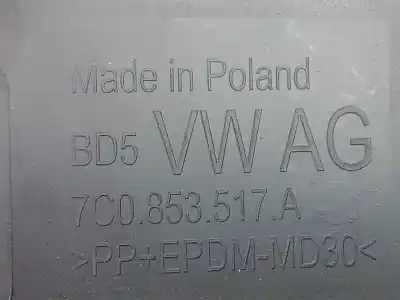 Made in Poland
BD5 VW AG
7C0.853.517.A
>PP+EPDM-MD30<